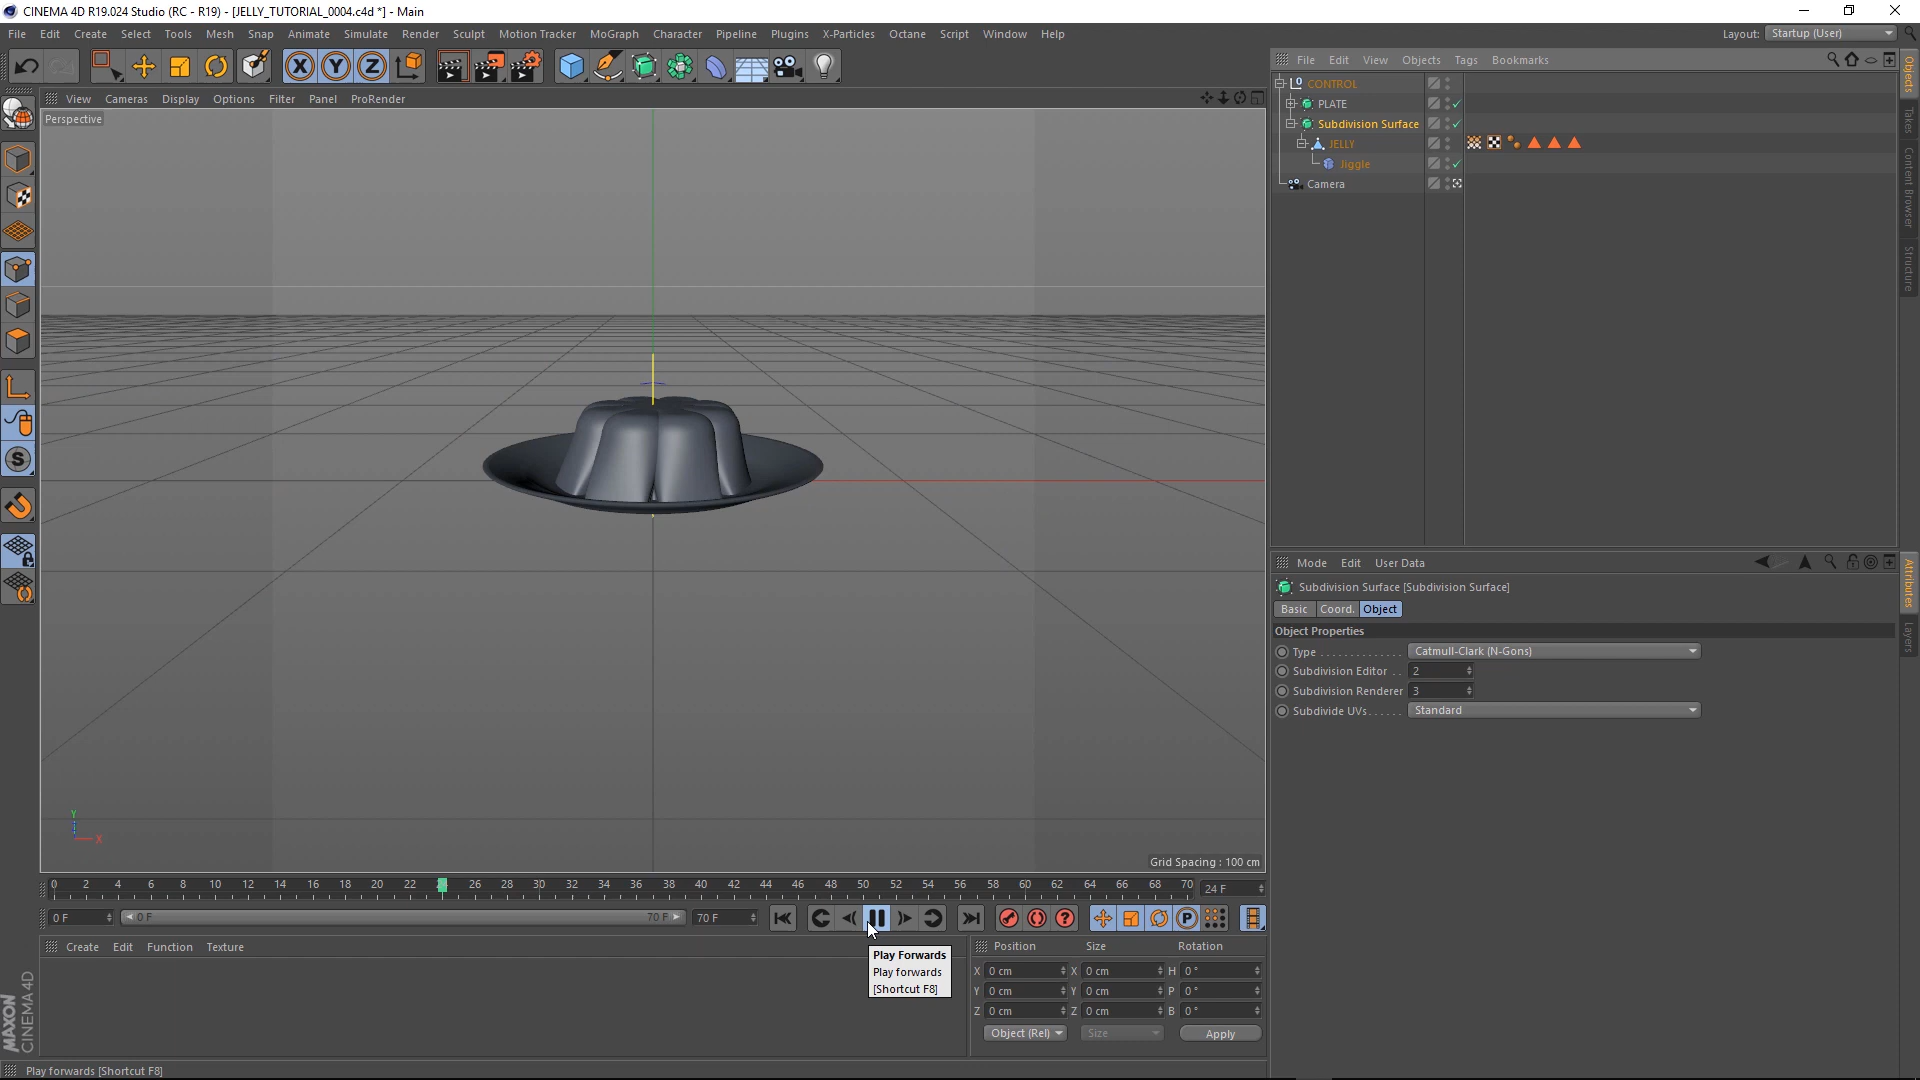 CINEMA 4D R19.024 Studio (RC - R19) - [JELLY_TUTORIAL_0004.c4d *] - Main
File Edit Create Select Tools Mesh Snap Animate Simulate Render Sculpt Motion Tracker MoGraph Character Pipeline Plugins X-Particles Octane Script Window Help
Layout: Startup (User)
File Edit View Objects Tags Bookmarks
CONTROL
PLATE
Subdivision Surface
JELLY
Jiggle
Camera
Objects
Takes
Content Browser
Structure
View Cameras Display Options Filter Panel ProRender
Perspective
Y
X
Grid Spacing : 100 cm
Mode Edit User Data
Subdivision Surface [Subdivision Surface]
Basic Coord. Object
Object Properties
Type . . . . . . . . . . . . . . Catmull-Clark (N-Gons)
Subdivision Editor . . 2
Subdivision Renderer 3
Subdivide UVs. . . . . . Standard
Attributes
Layers
0 2 4 6 8 10 12 14 16 18 20 22 24 26 28 30 32 34 36 38 40 42 44 46 48 50 52 54 56 58 60 62 64 66 68 70 24 F
0 F 0 F 70 F 70 F
Create Edit Function Texture
Play Forwards
Play forwards
[Shortcut F8]
Position Size Rotation
X 0 cm X 0 cm H 0 °
Y 0 cm Y 0 cm P 0 °
Z 0 cm Z 0 cm B 0 °
Object (Rel) Size Apply
MAXON
CINEMA 4D
Play forwards [Shortcut F8]